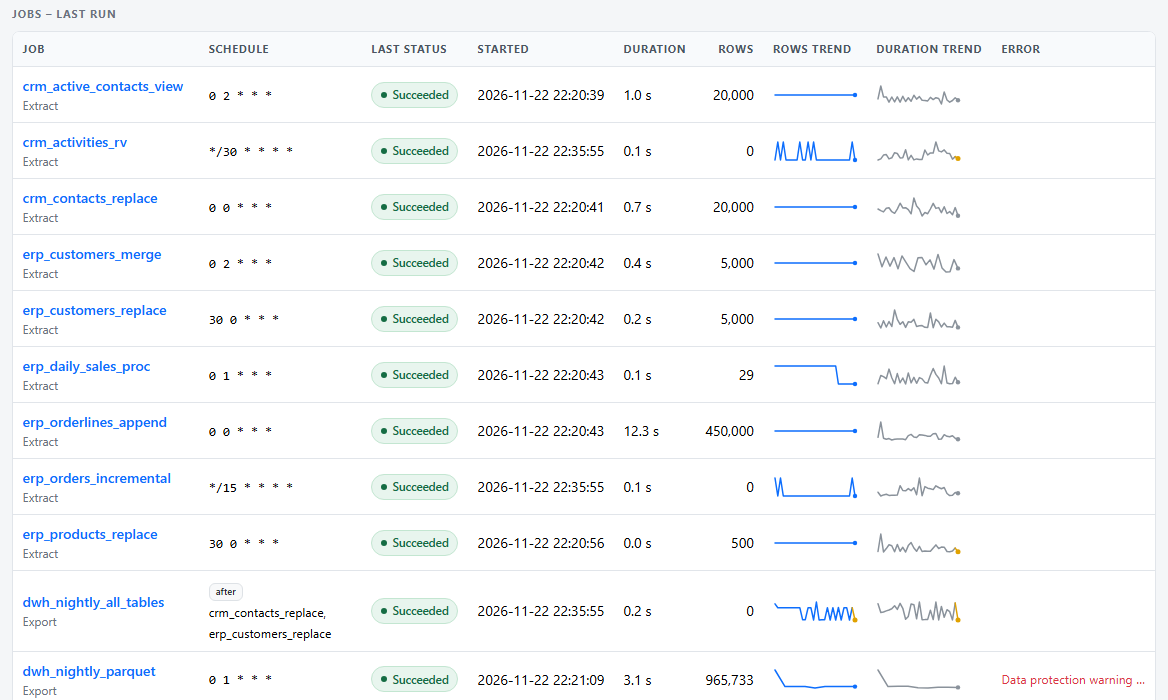 JOBS – LAST RUN
JOB SCHEDULE LAST STATUS STARTED DURATION ROWS ROWS TREND DURATION TREND ERROR
crm_active_contacts_view
Extract
0 2 * * * Succeeded 2026-11-22 22:20:39 1.0 s 20,000
crm_activities_rv
Extract
*/30 * * * * Succeeded 2026-11-22 22:35:55 0.1 s 0
crm_contacts_replace
Extract
0 0 * * * Succeeded 2026-11-22 22:20:41 0.7 s 20,000
erp_customers_merge
Extract
0 2 * * * Succeeded 2026-11-22 22:20:42 0.4 s 5,000
erp_customers_replace
Extract
30 0 * * * Succeeded 2026-11-22 22:20:42 0.2 s 5,000
erp_daily_sales_proc
Extract
0 1 * * * Succeeded 2026-11-22 22:20:43 0.1 s 29
erp_orderlines_append
Extract
0 0 * * * Succeeded 2026-11-22 22:20:43 12.3 s 450,000
erp_orders_incremental
Extract
*/15 * * * * Succeeded 2026-11-22 22:35:55 0.1 s 0
erp_products_replace
Extract
30 0 * * * Succeeded 2026-11-22 22:20:56 0.0 s 500
dwh_nightly_all_tables
Export
after
crm_contacts_replace,
erp_customers_replace
Succeeded 2026-11-22 22:35:55 0.2 s 0
dwh_nightly_parquet
Export
0 1 * * * Succeeded 2026-11-22 22:21:09 3.1 s 965,733 Data protection warning ...